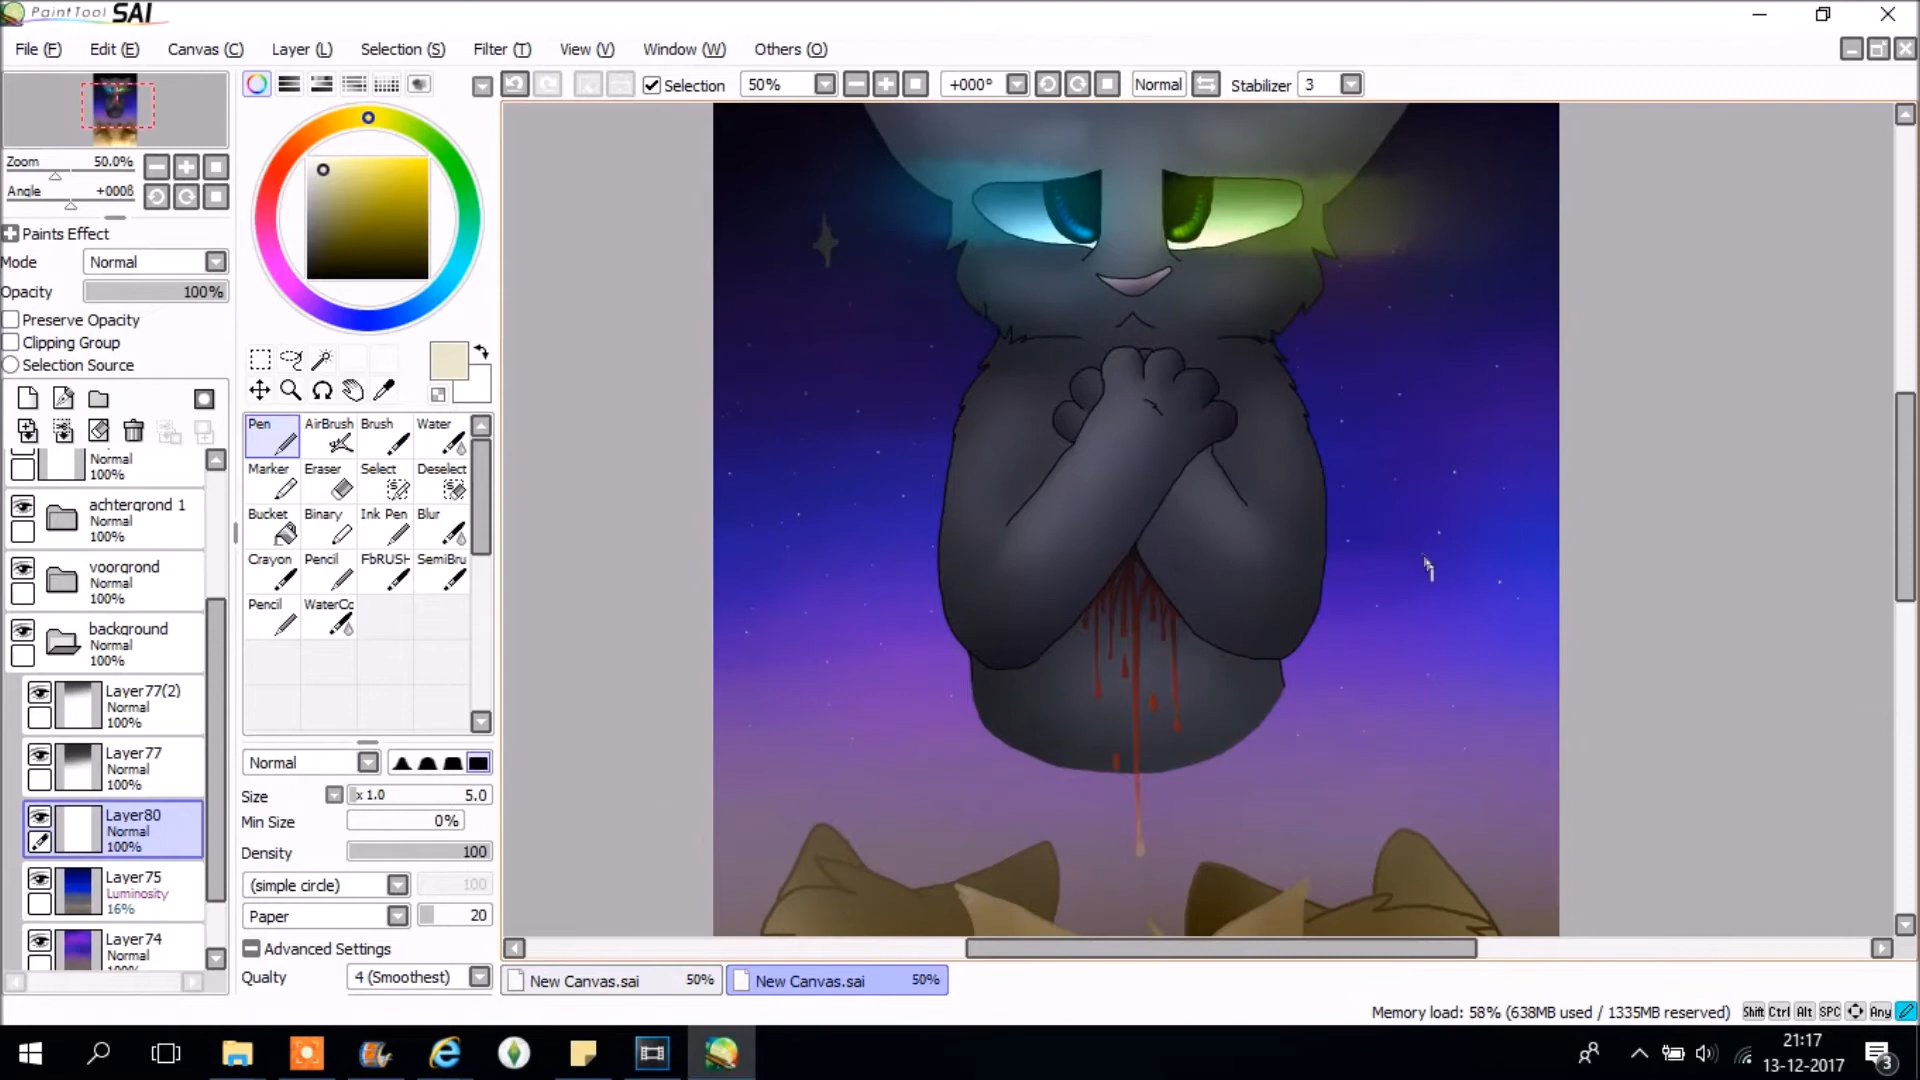 PaintTool SAI
File (F) Edit (E) Canvas (C) Layer (L) Selection (S) Filter (T) View (V) Window (W) Others (O)
Selection 50% +000° Normal Stabilizer 3
Zoom 50.0%
Angle +000ß
Paints Effect
Mode Normal
Opacity 100%
Preserve Opacity
Clipping Group
Selection Source
Normal
100%
achtergrond 1
Normal
100%
voorgrond
Normal
100%
background
Normal
100%
Layer77(2)
Normal
100%
Layer77
Normal
100%
Layer80
Normal
100%
Layer75
Luminosity
16%
Layer74
Normal
100%
Pen AirBrush Brush Water
Marker Eraser Select Deselect
Bucket Binary Ink Pen Blur
Crayon Pencil FbRUSH SemiBru
Pencil WaterCo
Normal
Size x 1.0 5.0
Min Size 0%
Density 100
(simple circle) 100
Paper 20
Advanced Settings
Qualty 4 (Smoothest)
New Canvas.sai 50% New Canvas.sai 50%
Memory load: 58% (638MB used / 1335MB reserved) Shift Ctrl Alt SPC Any
21:17
13-12-2017
3